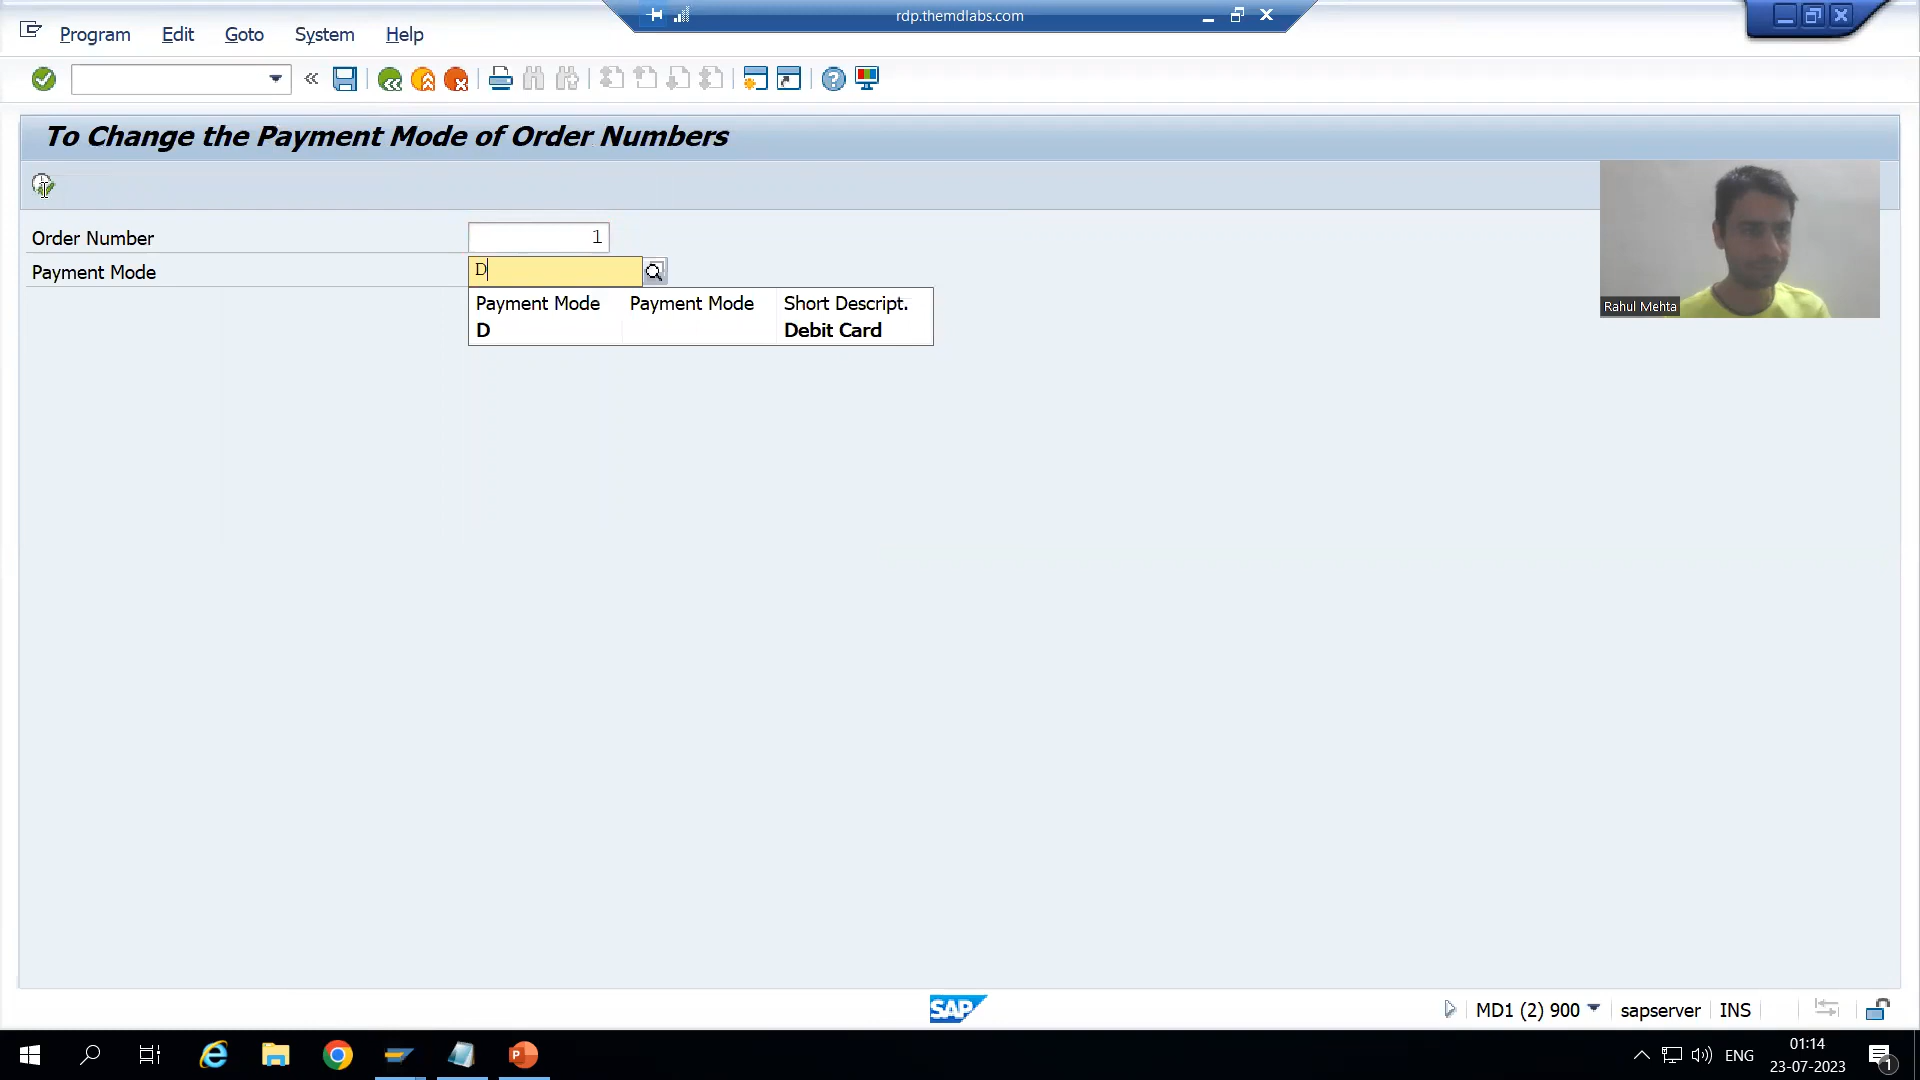 rdp.themdlabs.com
Program Edit Goto System Help
To Change the Payment Mode of Order Numbers
Order Number 1
Payment Mode D
Payment Mode Payment Mode Short Descript.
D Debit Card
Rahul Mehta
SAP
MD1 (2) 900 sapserver INS
ENG
01:14
23-07-2023
1